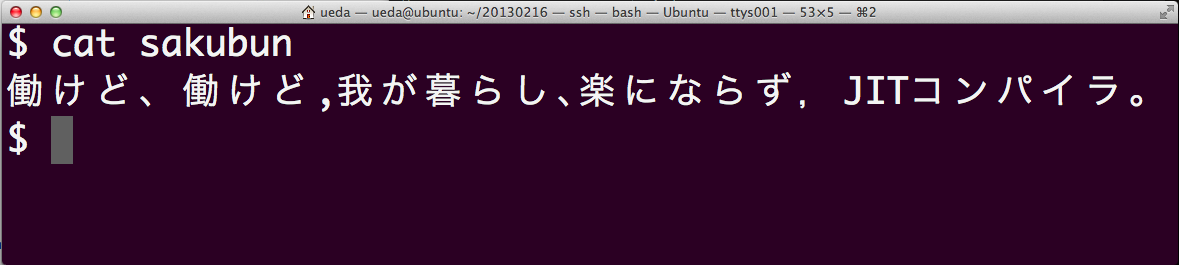 ueda — ueda@ubuntu: ~/20130216 — ssh — bash — Ubuntu — ttys001 — 53×5 — ⌘2
$ cat sakubun
働けど、働けど,我が暮らし､楽にならず，JITコンパイラ。
$